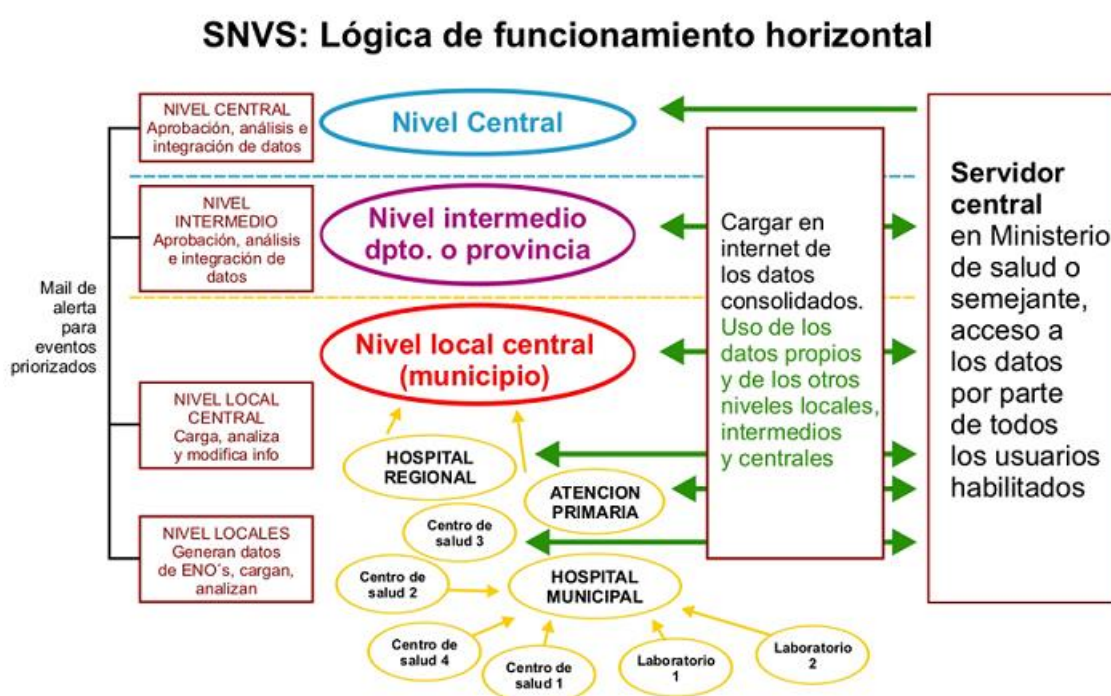 SNVS: Lógica de funcionamiento horizontal
Mail de
alerta
para
eventos
priorizados
NIVEL CENTRAL
Aprobación, análisis e
integración de datos
NIVEL
INTERMEDIO
Aprobación, análisis
e integración de
datos
NIVEL LOCAL
CENTRAL
Carga, analiza
y modifica info
NIVEL LOCALES
Generan datos
de ENO´s, cargan,
analizan
Nivel Central
Nivel intermedio
dpto. o provincia
Nivel local central
(municipio)
HOSPITAL
REGIONAL
ATENCION
PRIMARIA
Centro de
salud 3
Centro de
salud 2
HOSPITAL
MUNICIPAL
Centro de
salud 4
Centro de
salud 1
Laboratorio
1
Laboratorio
2
Cargar en
internet de
los datos
consolidados.
Uso de los
datos propios
y de los otros
niveles locales,
intermedios
y centrales
Servidor
central
en Ministerio
de salud o
semejante,
acceso a
los datos
por parte
de todos
los usuarios
habilitados